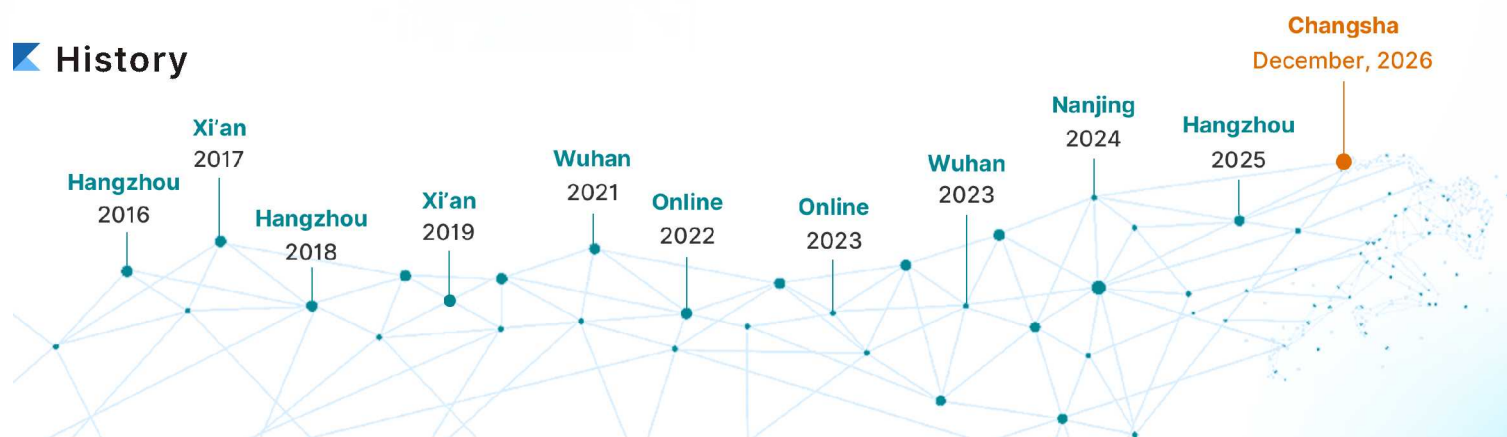 History
Hangzhou
2016
Xi’an
2017
Hangzhou
2018
Xi’an
2019
Wuhan
2021
Online
2022
Online
2023
Wuhan
2023
Nanjing
2024
Hangzhou
2025
Changsha
December, 2026